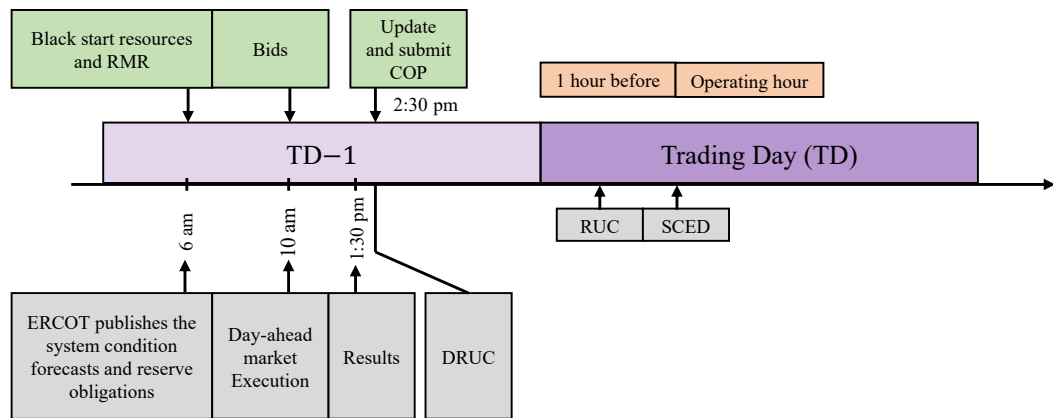 Black start resources
and RMR
Bids
Update
and submit
COP
2:30 pm
1 hour before
Operating hour
TD−1
Trading Day (TD)
6 am
10 am
1:30 pm
RUC
SCED
ERCOT publishes the
system condition
forecasts and reserve
obligations
Day-ahead
market
Execution
Results
DRUC